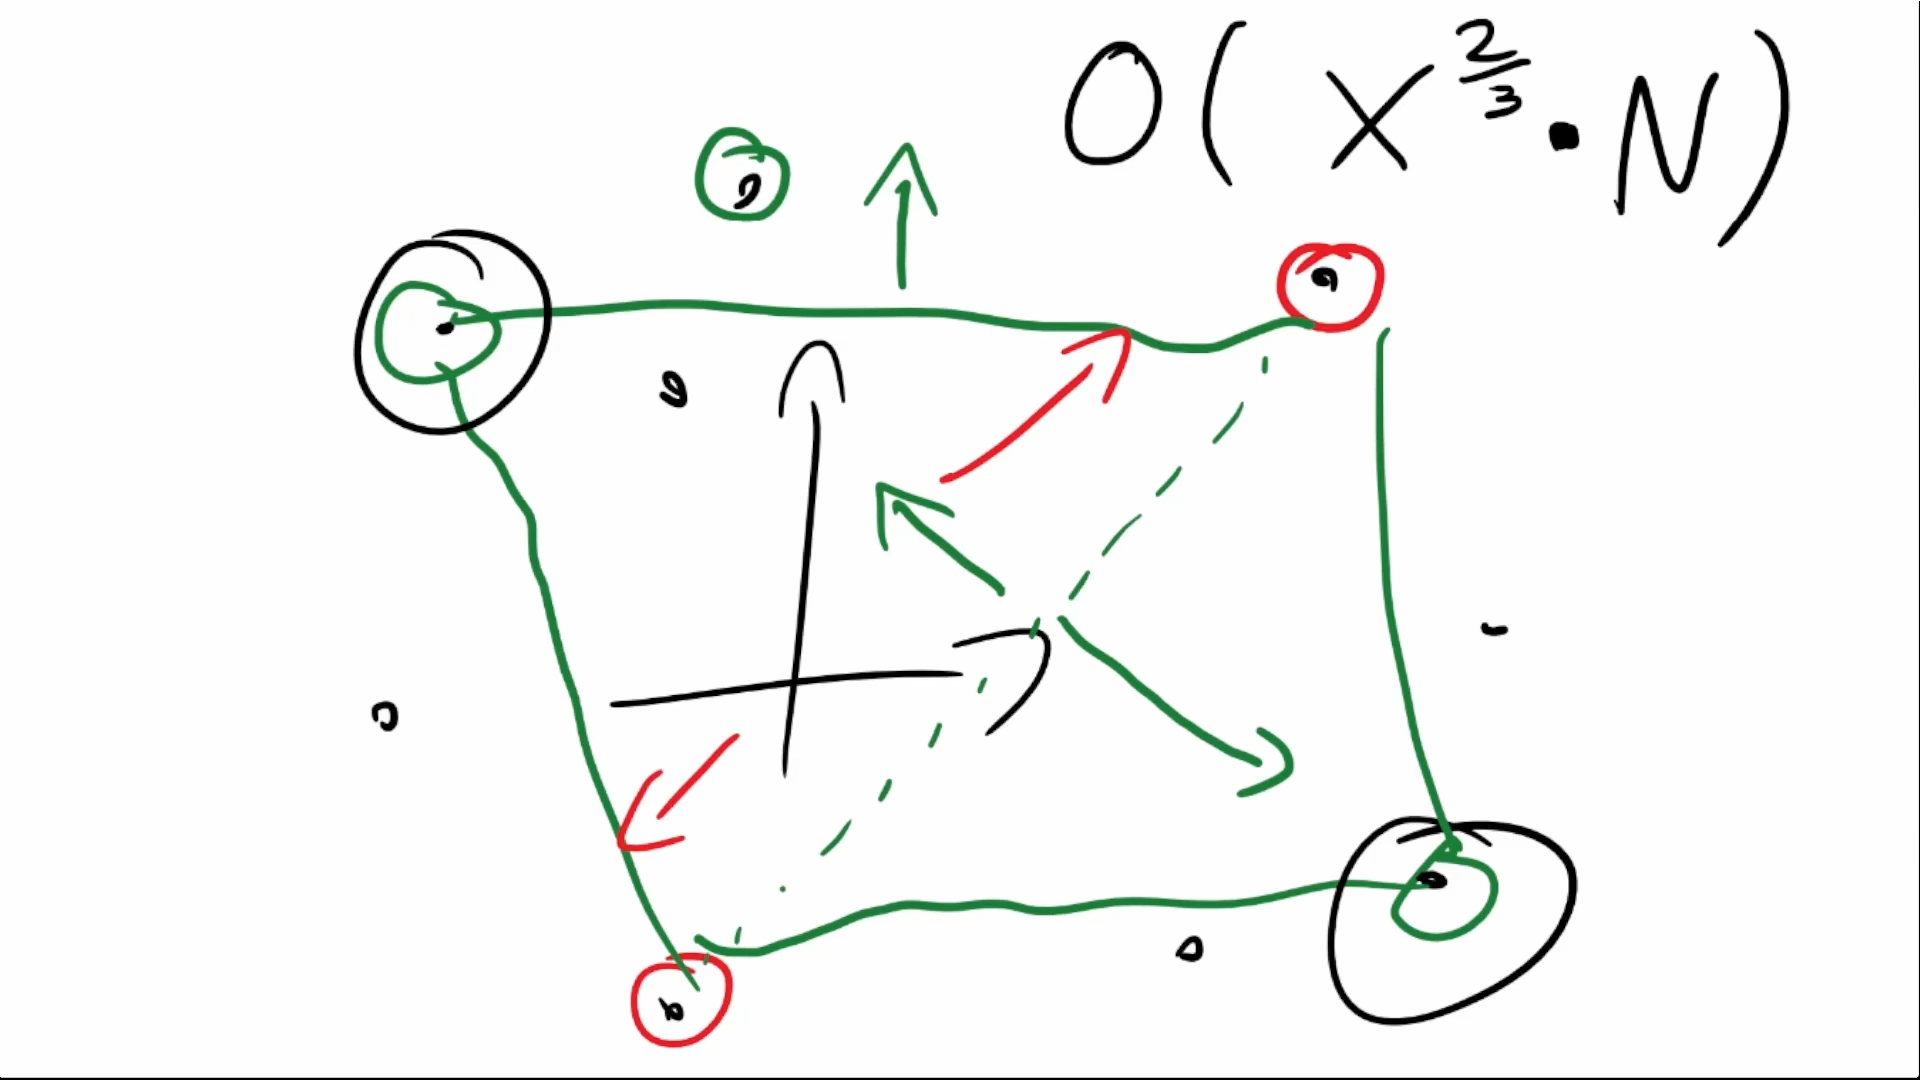 O( X^{2/3} · N )